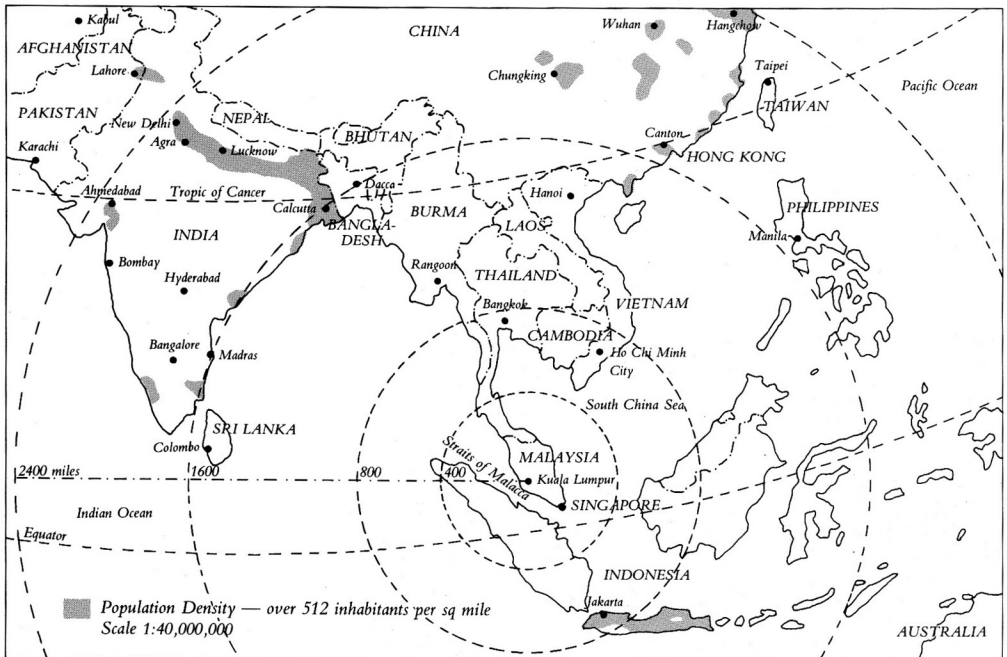 Kabul
CHINA
Wuhan
Hangchow
AFGHANISTAN
Lahore
Chungking
Taipei
Pacific Ocean
PAKISTAN
TAIWAN
New Delhi
NEPAL
Agra
Lucknow
BHUTAN
Canton
HONG KONG
Karachi
Ahmedabad
Tropic of Cancer
Dacca
Hanoi
Calcutta
BANGLA-
DESH
BURMA
LAOS
PHILIPPINES
INDIA
Manila
Bombay
Rangoon
THAILAND
Hyderabad
Bangkok
VIETNAM
CAMBODIA
Bangalore
Madras
Ho Chi Minh
City
South China Sea
SRI LANKA
Colombo
Straits of Malacca
MALAYSIA
2400 miles
1600
800
400
Kuala Lumpur
SINGAPORE
Indian Ocean
Equator
INDONESIA
Jakarta
Population Density — over 512 inhabitants per sq mile
Scale 1:40,000,000
AUSTRALIA